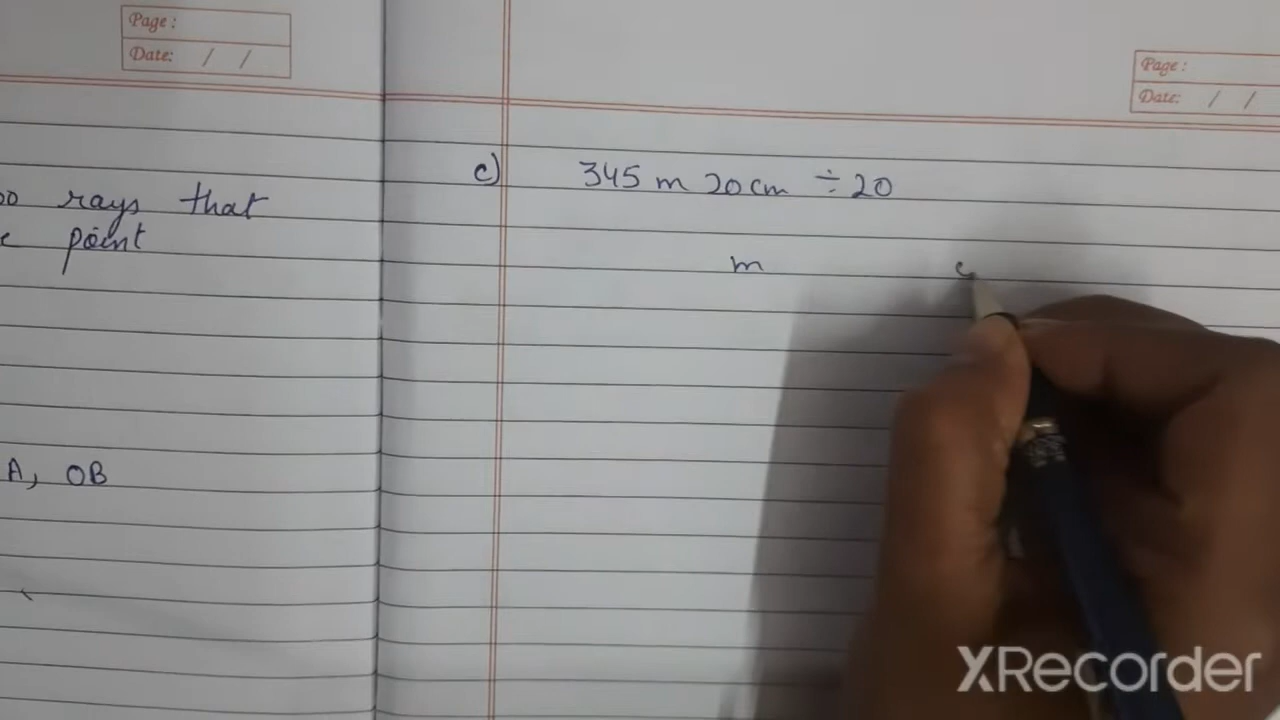 Page :
Date: / /
rays that
point
A, OB
Page :
Date: / /
c) 345 m 20 cm ÷ 20
m c
XRecorder